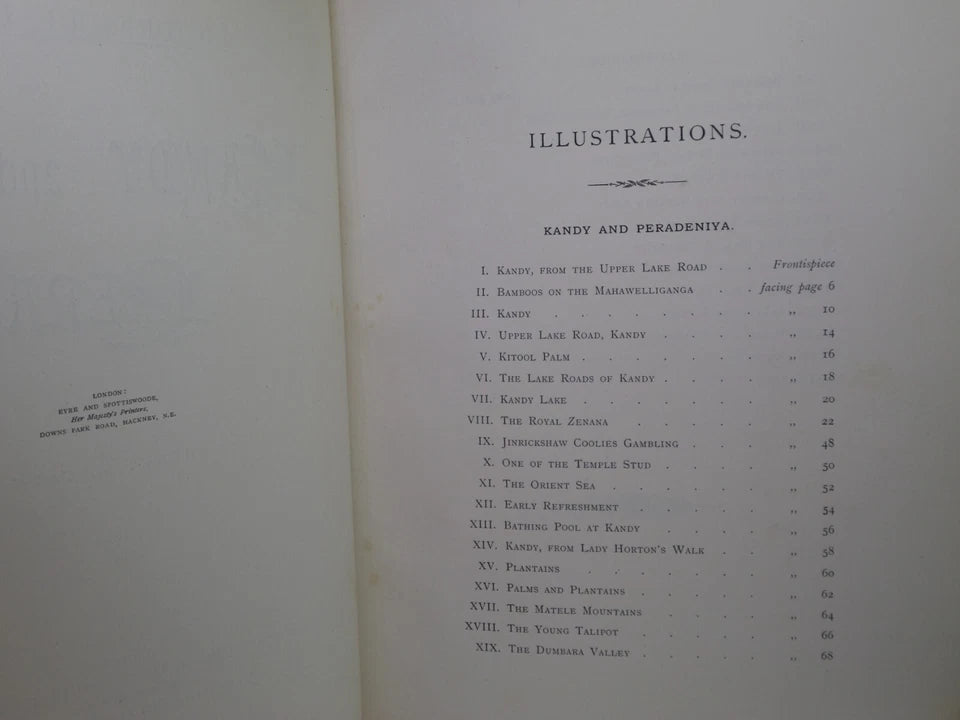 LONDON:
EYRE AND SPOTTISWOODE,
Her Majesty's Printers,
DOWNS PARK ROAD, HACKNEY, N.E.
ILLUSTRATIONS.
KANDY AND PERADENIYA.
I. KANDY, FROM THE UPPER LAKE ROAD . . Frontispiece
II. BAMBOOS ON THE MAHAWELLIGANGA . . facing page 6
III. KANDY . . . . . . . . „ 10
IV. UPPER LAKE ROAD, KANDY . . . . „ 14
V. KITOOL PALM . . . . . . . „ 16
VI. THE LAKE ROADS OF KANDY . . . . „ 18
VII. KANDY LAKE . . . . . . „ 20
VIII. THE ROYAL ZENANA . . . . . „ 22
IX. JINRICKSHAW COOLIES GAMBLING . . . „ 48
X. ONE OF THE TEMPLE STUD . . . . „ 50
XI. THE ORIENT SEA . . . . . . „ 52
XII. EARLY REFRESHMENT . . . . . „ 54
XIII. BATHING POOL AT KANDY . . . . „ 56
XIV. KANDY, FROM LADY HORTON'S WALK . . „ 58
XV. PLANTAINS . . . . . . „ 60
XVI. PALMS AND PLANTAINS . . . . . „ 62
XVII. THE MATELE MOUNTAINS . . . . „ 64
XVIII. THE YOUNG TALIPOT . . . . . „ 66
XIX. THE DUMBARA VALLEY . . . . . „ 68